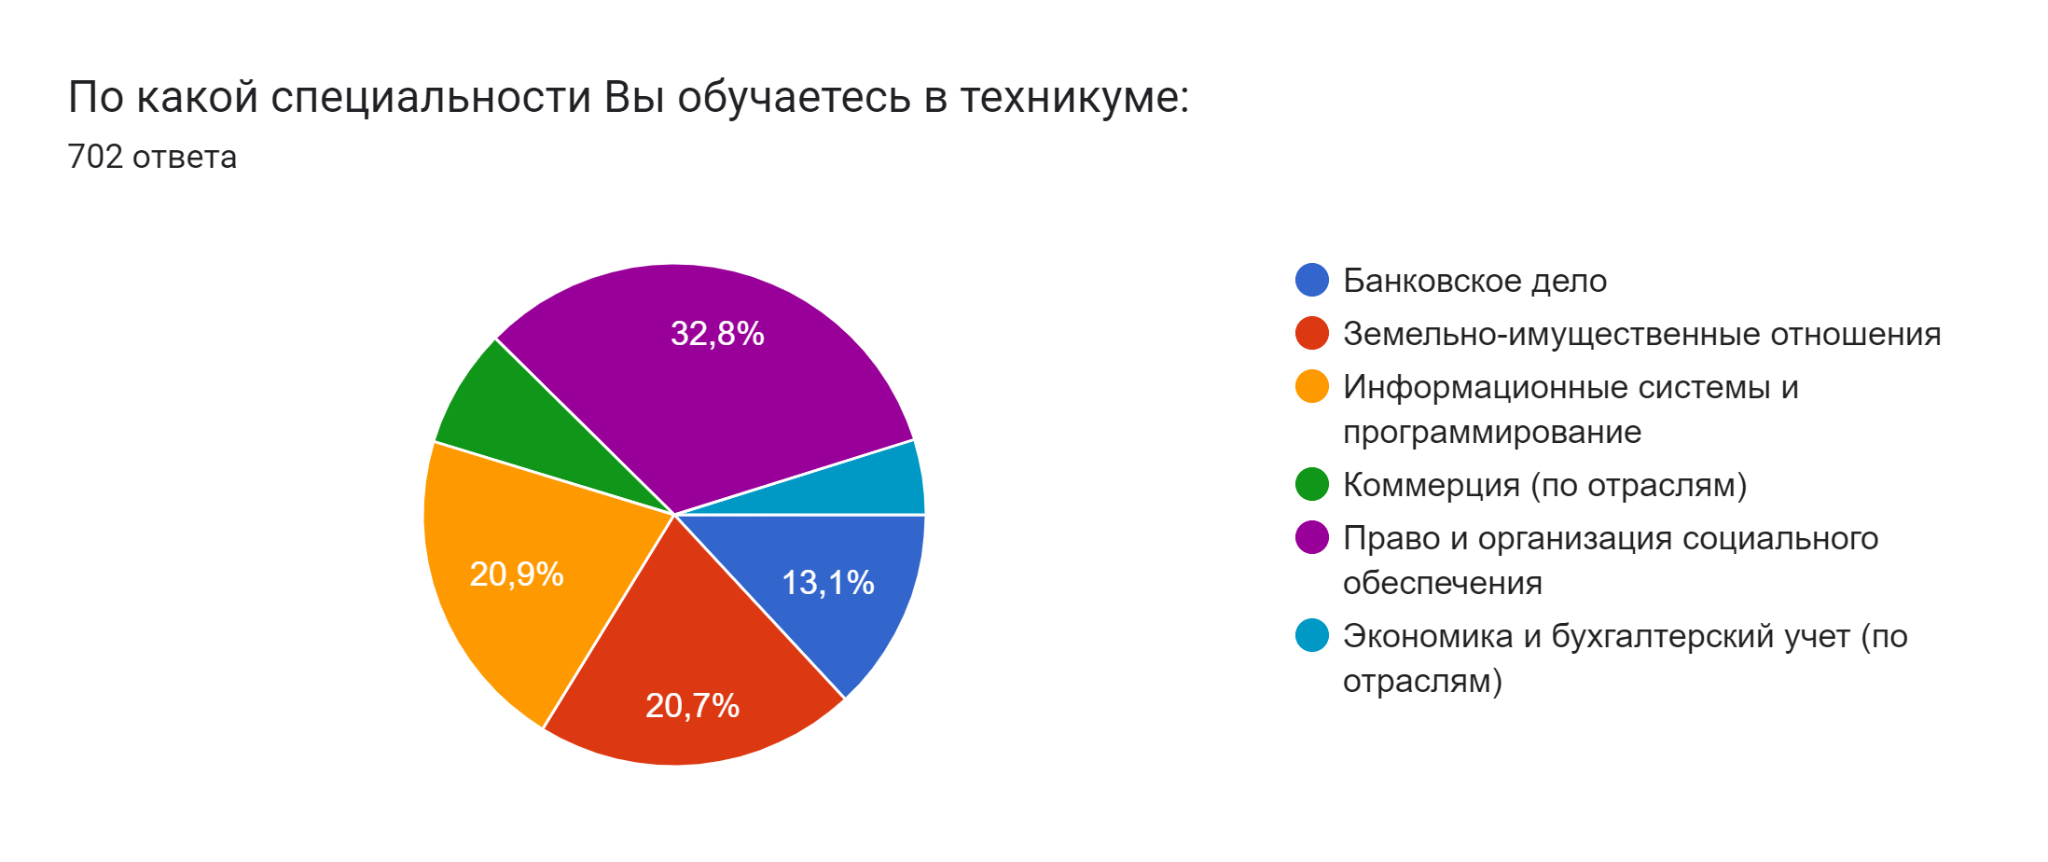 По какой специальности Вы обучаетесь в техникуме:
702 ответа
32,8%
20,9%
13,1%
20,7%
Банковское дело
Земельно-имущественные отношения
Информационные системы и
программирование
Коммерция (по отраслям)
Право и организация социального
обеспечения
Экономика и бухгалтерский учет (по
отраслям)